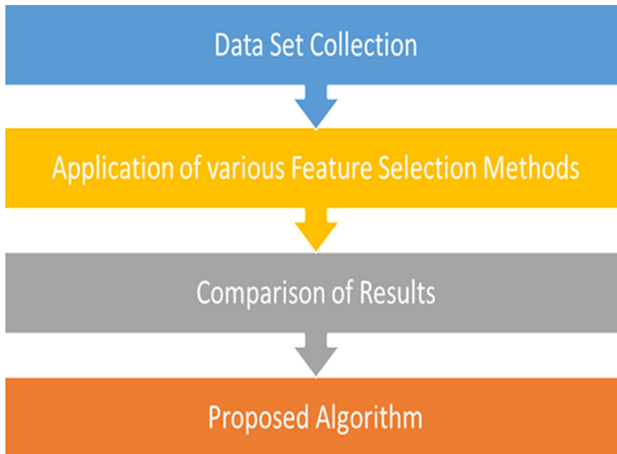 Data Set Collection
Application of various Feature Selection Methods
Comparison of Results
Proposed Algorithm